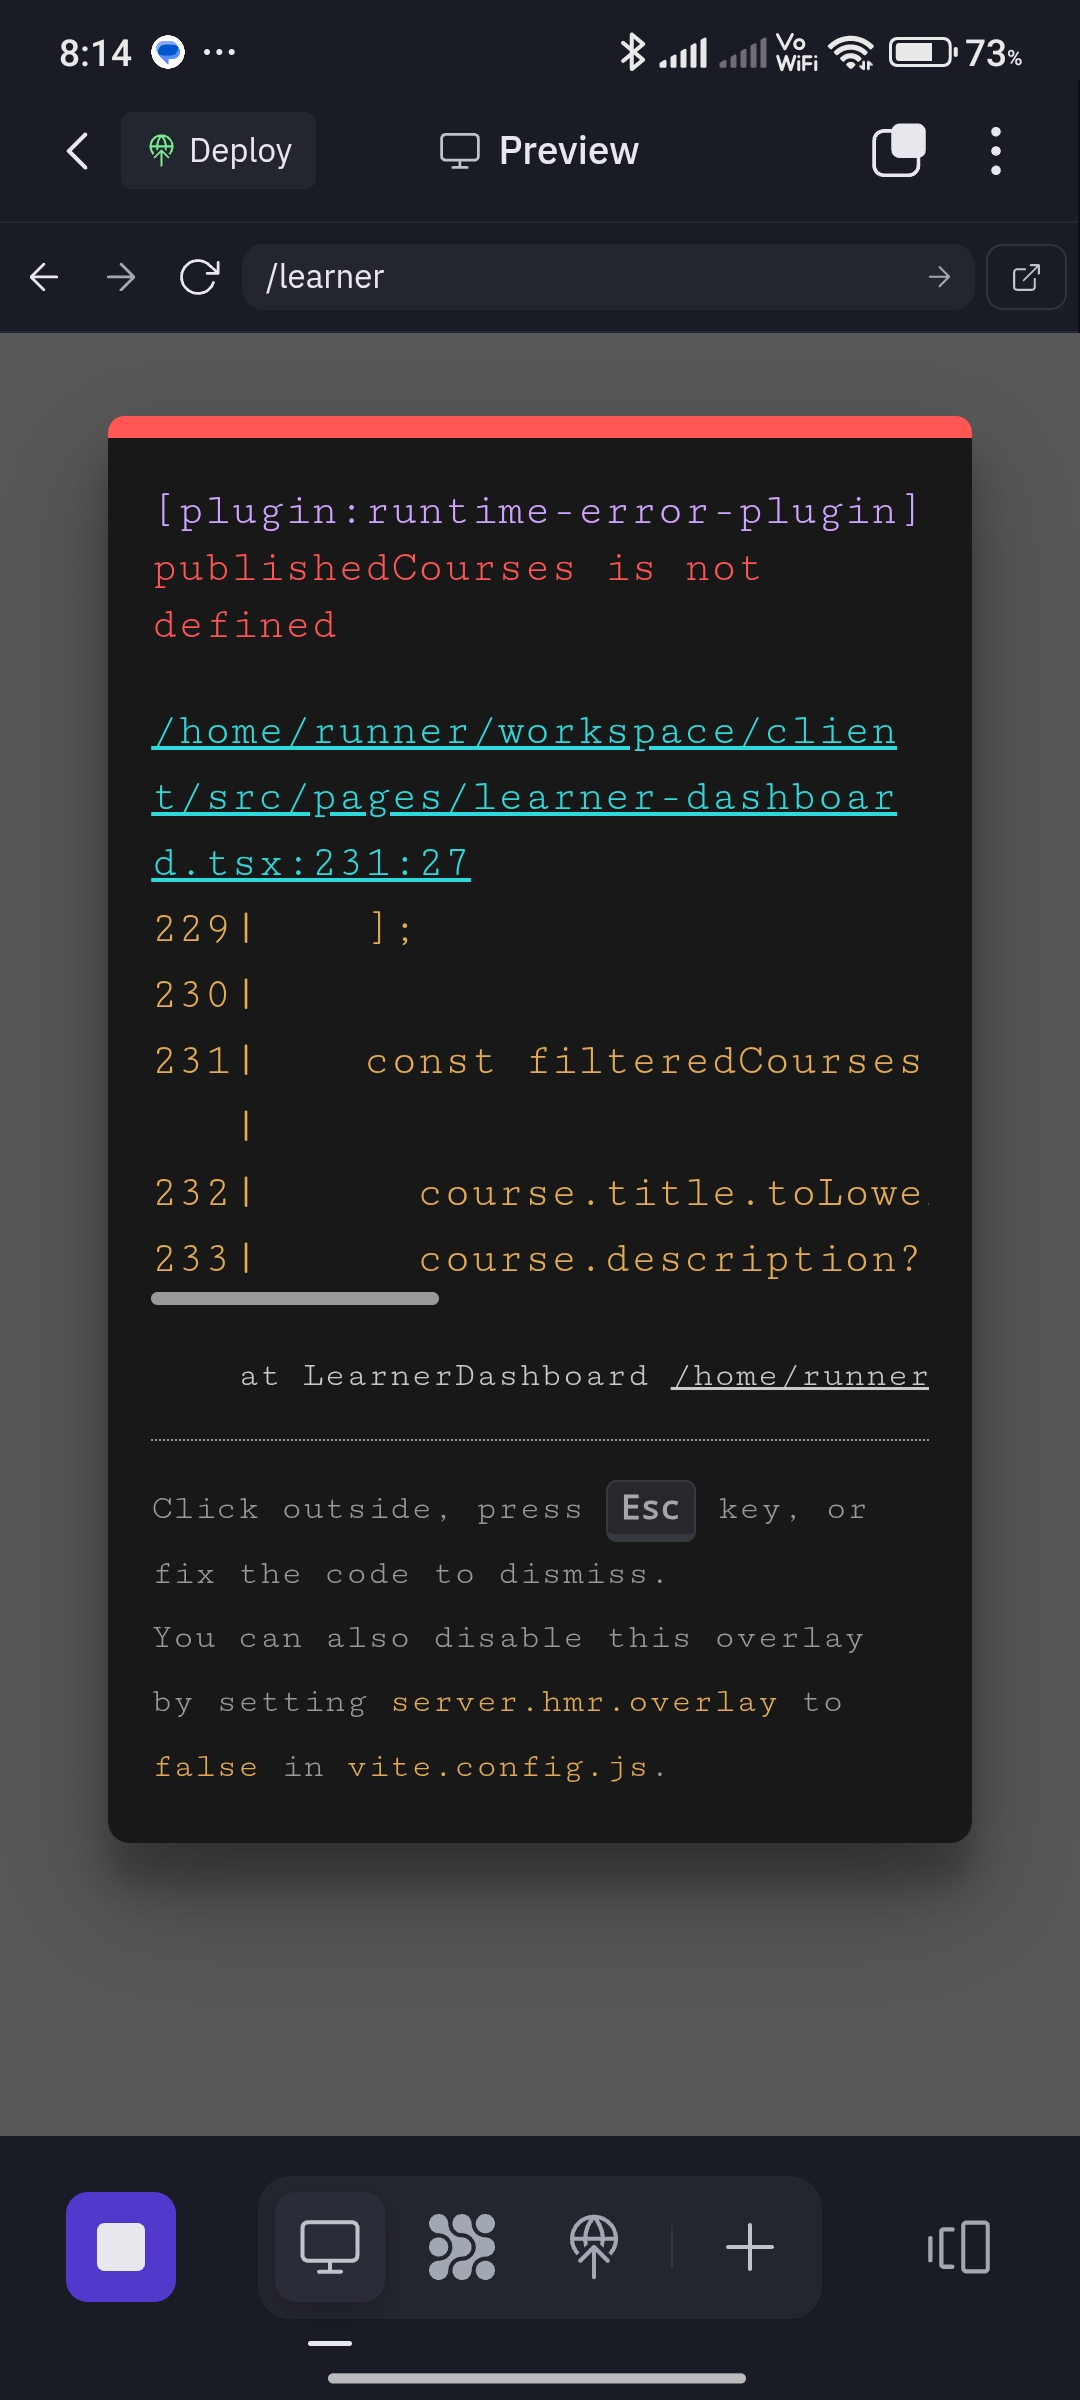 8:14
Vo
WiFi
73%
Deploy
Preview
/learner
[plugin:runtime-error-plugin]
publishedCourses is not
defined
/home/runner/workspace/clien
t/src/pages/learner-dashboar
d.tsx:231:27
229|    ];
230|
231|    const filteredCourses
|
232|      course.title.toLowe
233|      course.description?
at LearnerDashboard /home/runner
Click outside, press Esc key, or
fix the code to dismiss.
You can also disable this overlay
by setting server.hmr.overlay to
false in vite.config.js.